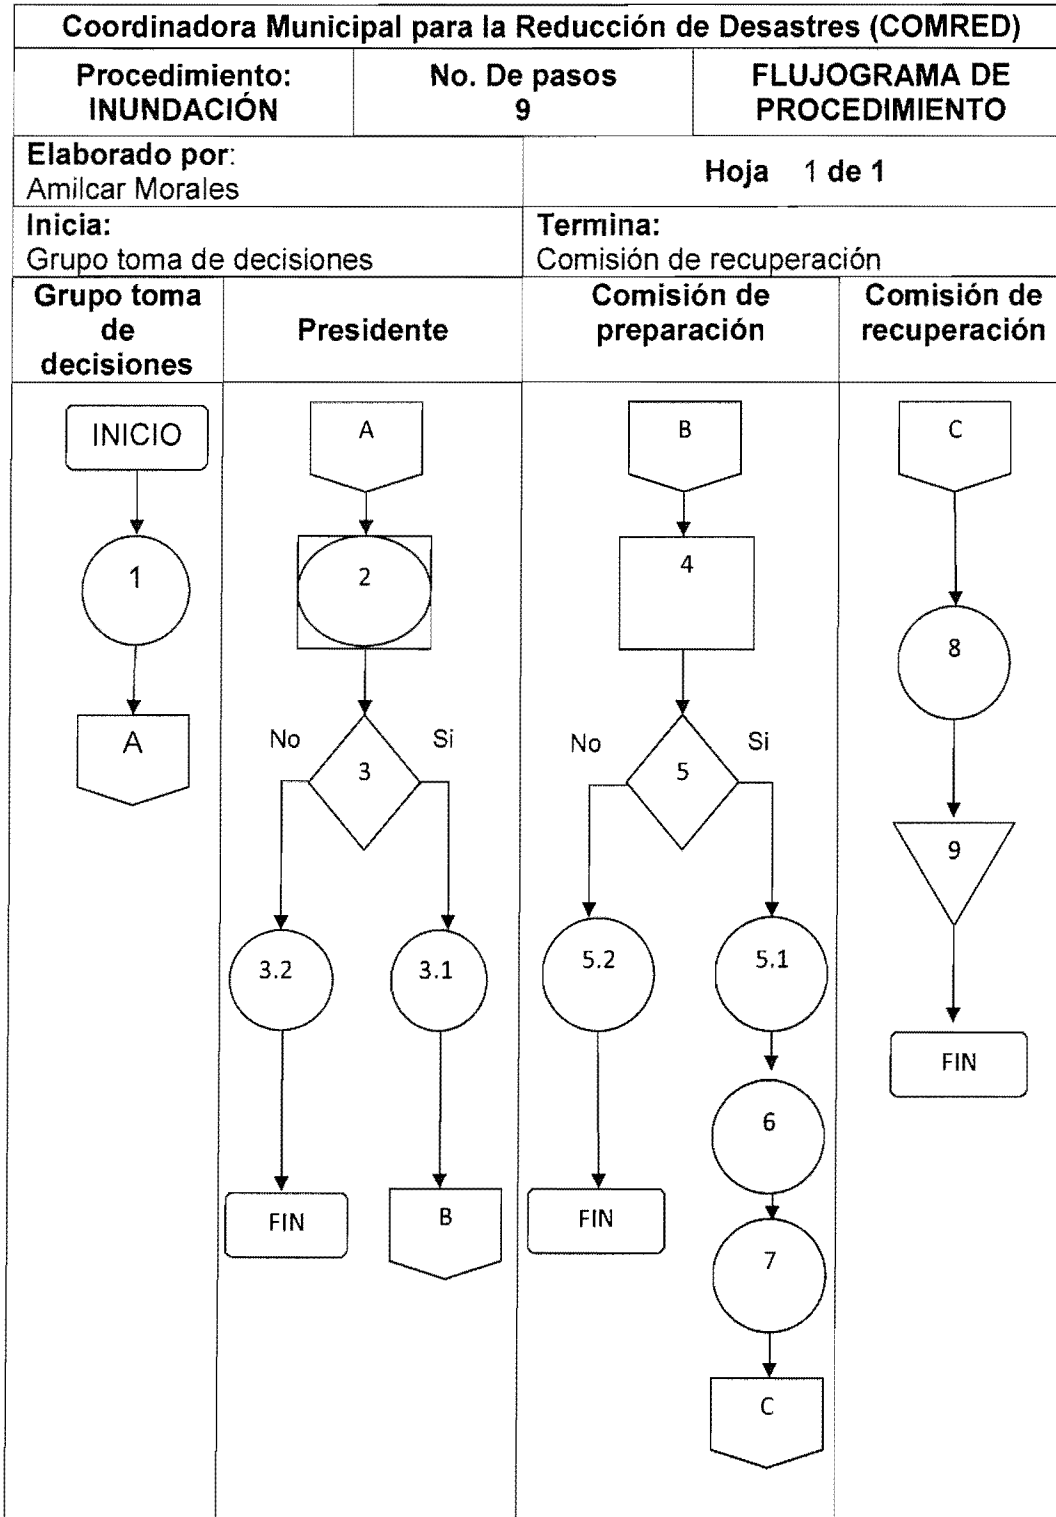 Coordinadora Municipal para la Reducción de Desastres (COMRED)
Procedimiento:
INUNDACIÓN
No. De pasos
9
FLUJOGRAMA DE
PROCEDIMIENTO
Elaborado por:
Amilcar Morales
Hoja 1 de 1
Inicia:
Grupo toma de decisiones
Termina:
Comisión de recuperación
Grupo toma
de
decisiones
Presidente
Comisión de
preparación
Comisión de
recuperación
INICIO
1
A
A
2
No
Si
3
3.2
3.1
FIN
B
B
4
No
Si
5
5.2
5.1
6
FIN
7
C
C
8
9
FIN